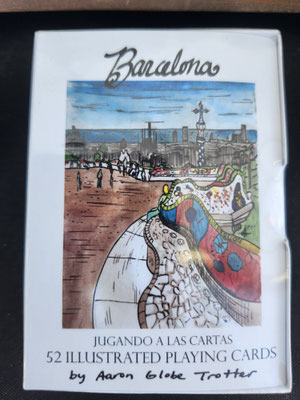 Barcelona
JUGANDO A LAS CARTAS
52 ILLUSTRATED PLAYING CARDS
by Aaron Globe Trotter